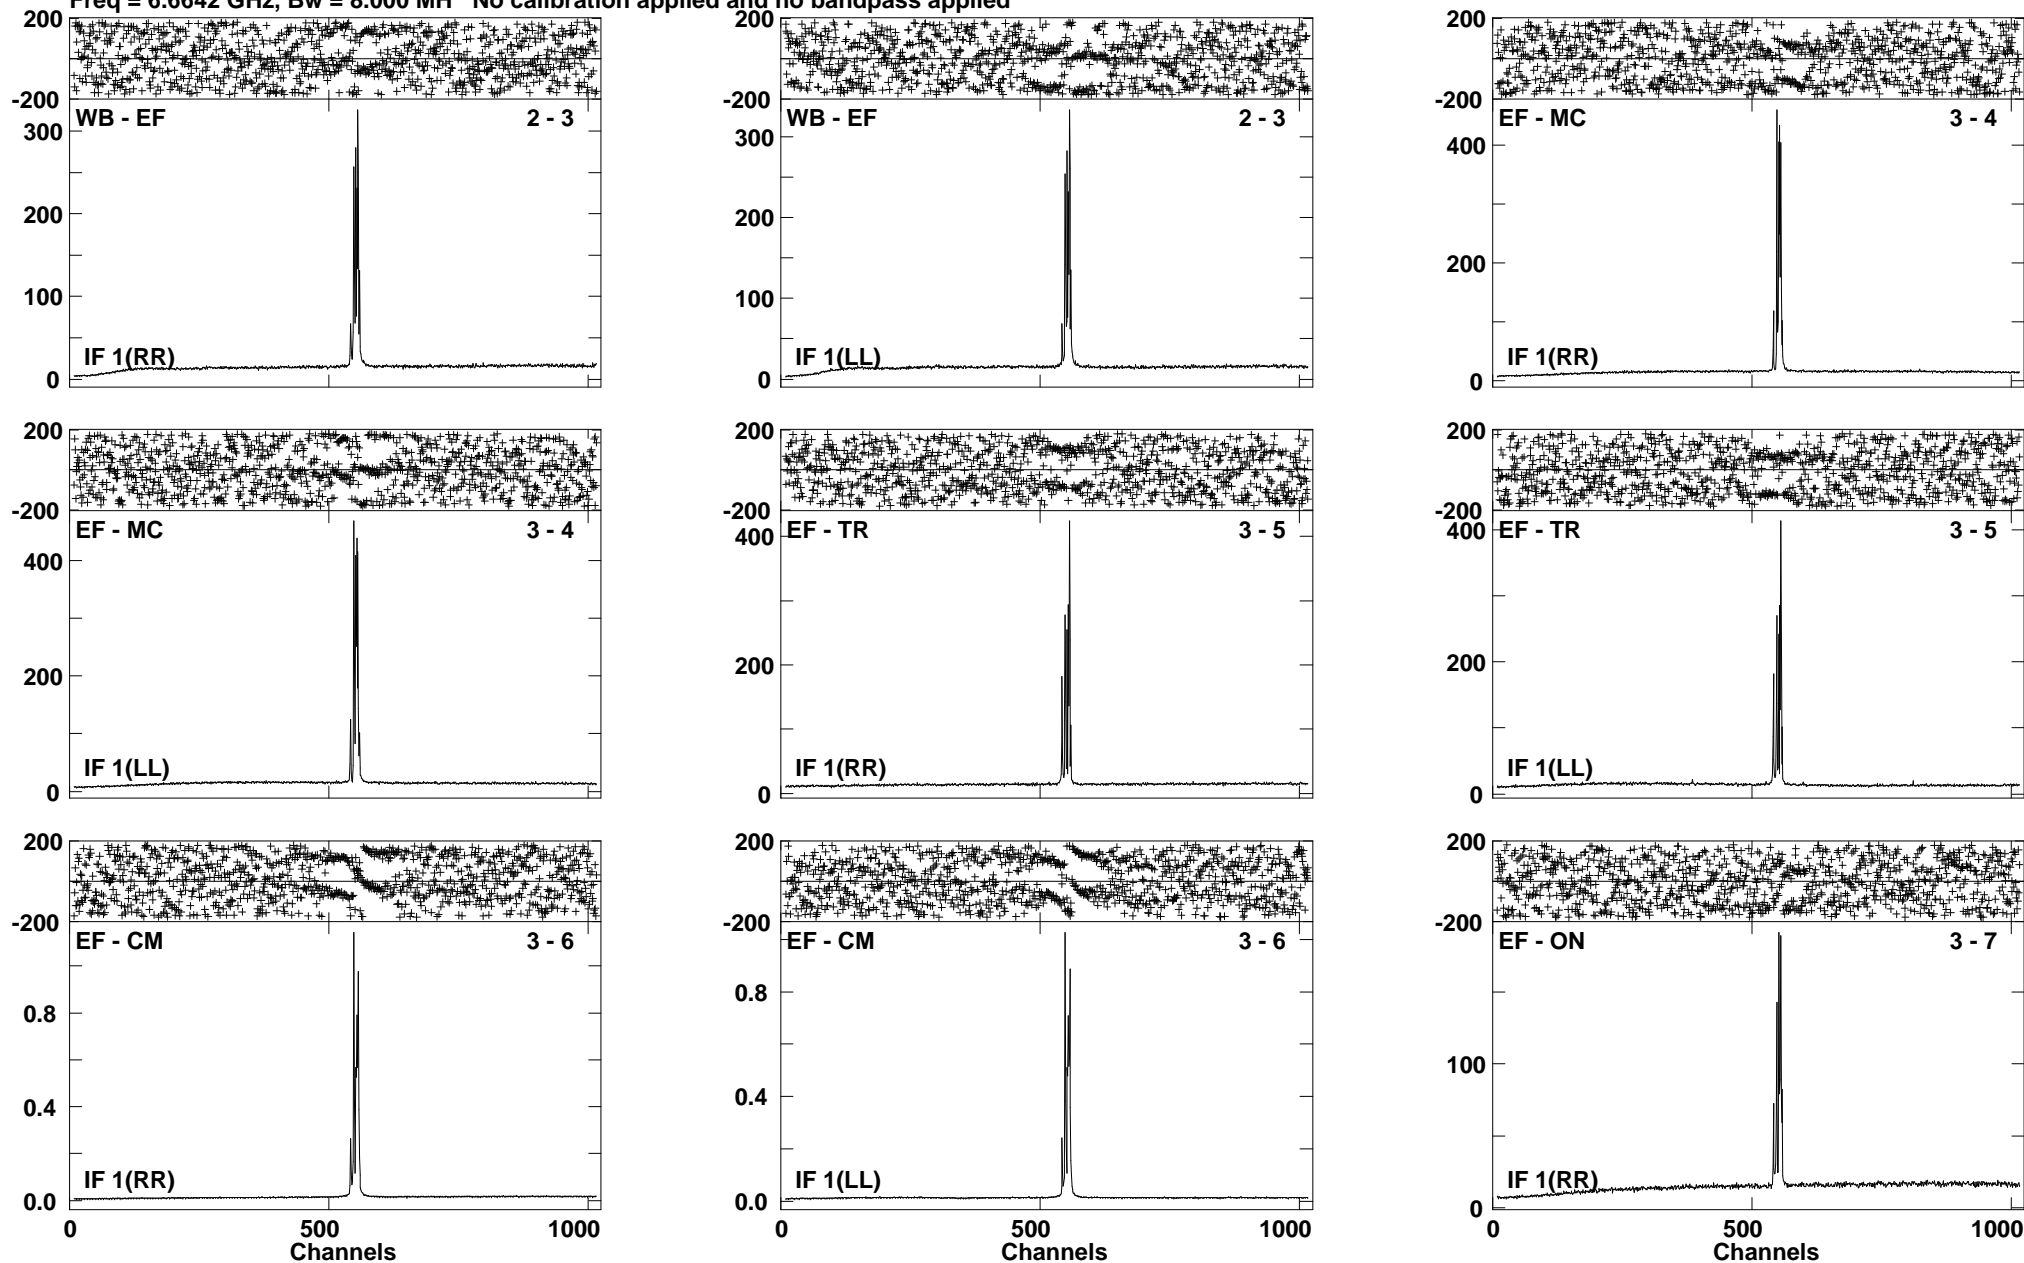 Freq = 6.6642 GHz, Bw = 8.000 MH No calibration applied and no bandpass applied
200
-200
WB - EF 2 - 3
300
200
100
0
IF 1(RR)
200
-200
WB - EF 2 - 3
300
200
100
0
IF 1(LL)
200
-200
EF - MC 3 - 4
400
200
0
IF 1(RR)
200
-200
EF - MC 3 - 4
400
200
0
IF 1(LL)
200
-200
EF - TR 3 - 5
400
200
0
IF 1(RR)
200
-200
EF - TR 3 - 5
400
200
0
IF 1(LL)
200
-200
EF - CM 3 - 6
0.8
0.4
0.0
IF 1(RR)
0 500 1000
Channels
200
-200
EF - CM 3 - 6
0.8
0.4
0.0
IF 1(LL)
0 500 1000
Channels
200
-200
EF - ON 3 - 7
100
0
IF 1(RR)
0 500 1000
Channels